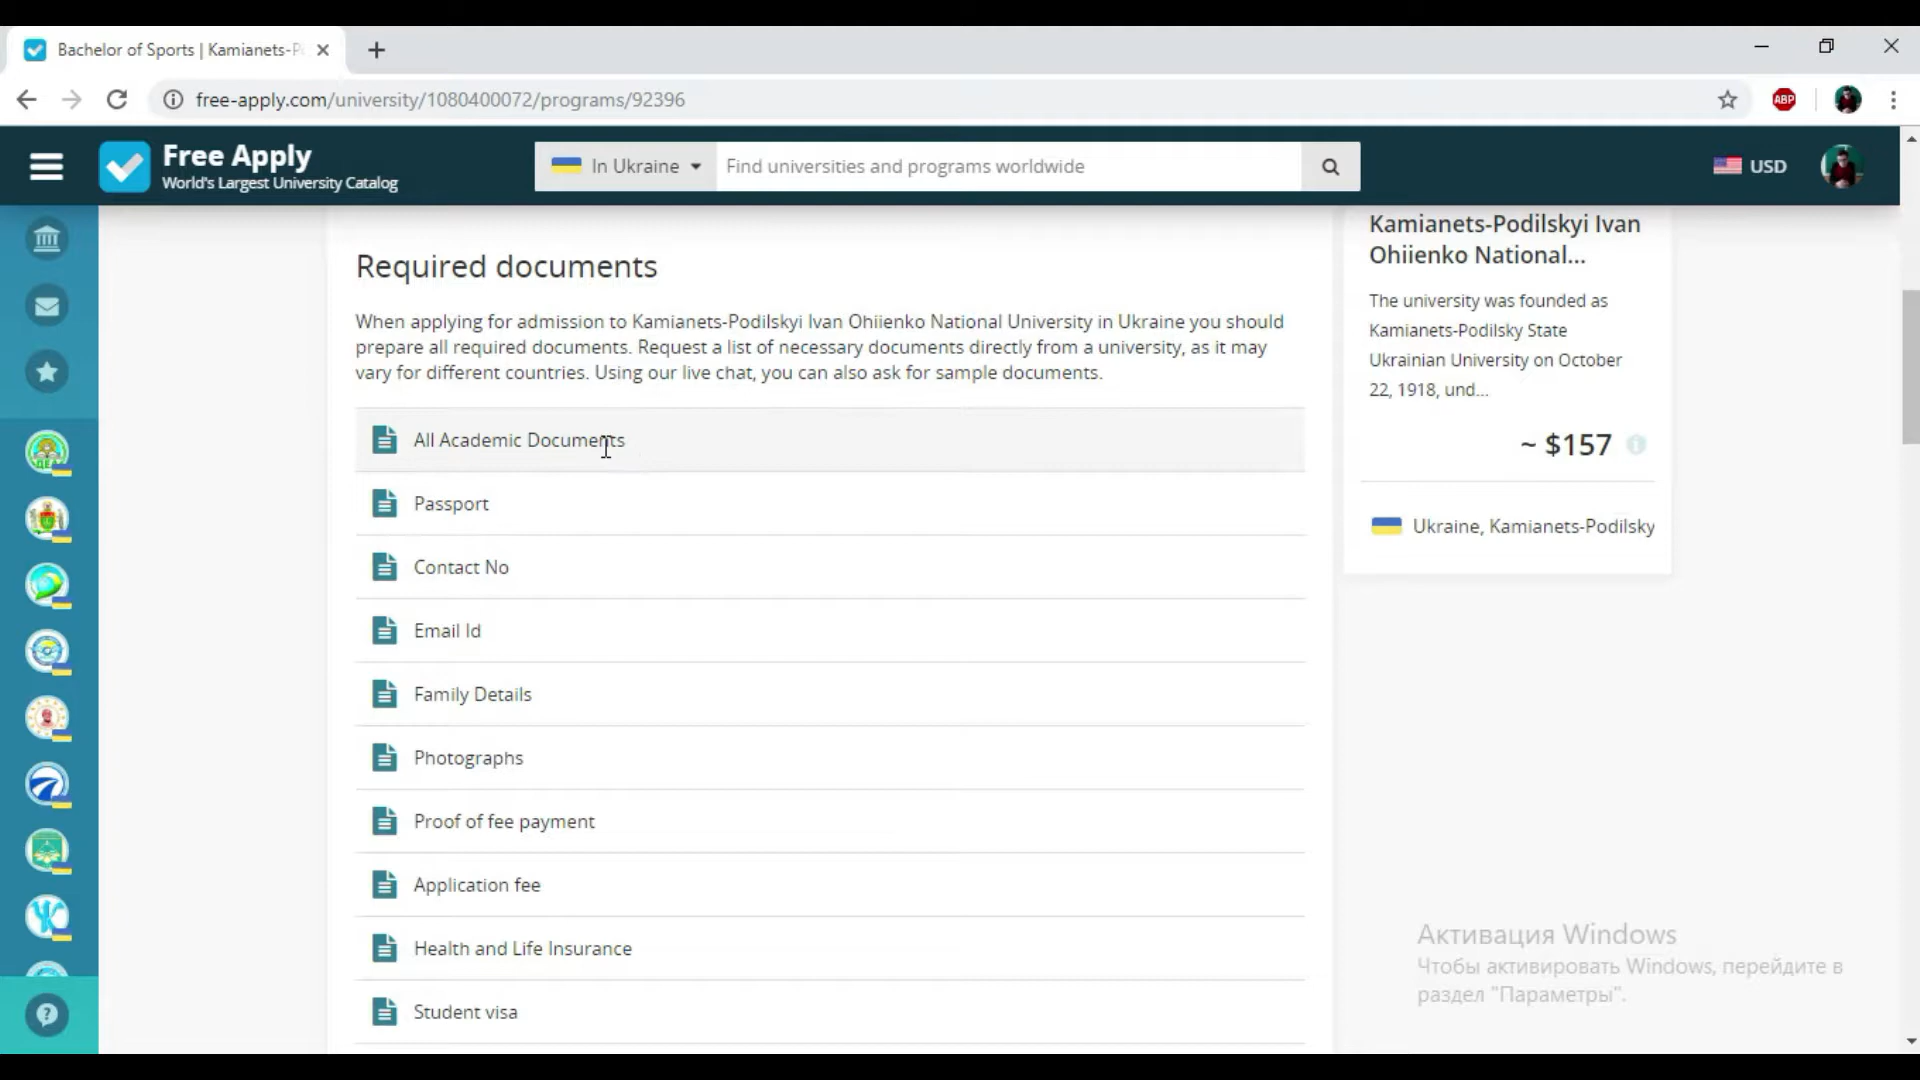 Bachelor of Sports | Kamianets-P
free-apply.com/university/1080400072/programs/92396
ABP
Free Apply
World's Largest University Catalog
In Ukraine
Find universities and programs worldwide
USD
Required documents
When applying for admission to Kamianets-Podilskyi Ivan Ohiienko National University in Ukraine you should
prepare all required documents. Request a list of necessary documents directly from a university, as it may
vary for different countries. Using our live chat, you can also ask for sample documents.
All Academic Documents
Passport
Contact No
Email Id
Family Details
Photographs
Proof of fee payment
Application fee
Health and Life Insurance
Student visa
Kamianets-Podilskyi Ivan
Ohiienko National...
The university was founded as
Kamianets-Podilsky State
Ukrainian University on October
22, 1918, und...
~ $157
Ukraine, Kamianets-Podilsky
Активация Windows
Чтобы активировать Windows, перейдите в
раздел "Параметры".